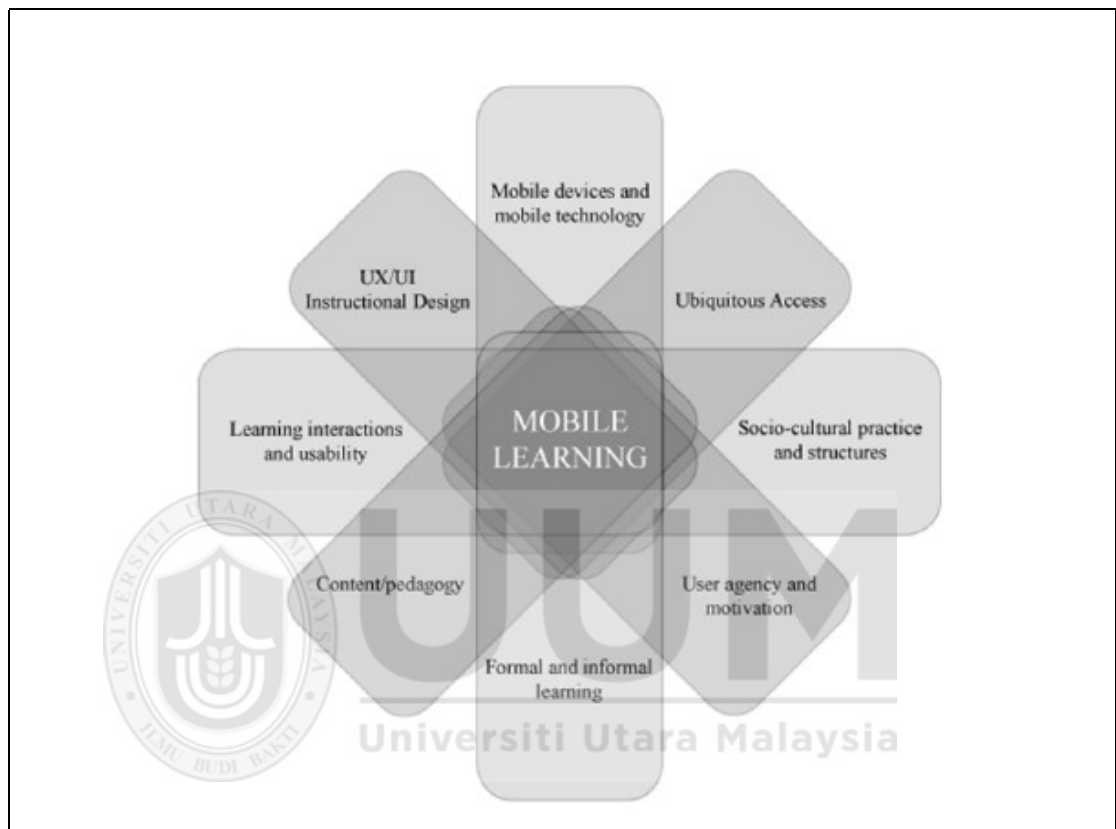 Mobile devices and
mobile technology
UX/UI
Instructional Design
Ubiquitous Access
Learning interactions
and usability
MOBILE
LEARNING
Socio-cultural practice
and structures
Content/pedagogy
User agency and
motivation
Formal and informal
learning
UUM
Universiti Utara Malaysia
UNIVERSITI UTARA MALAYSIA
ILMU BUDI BAKTI